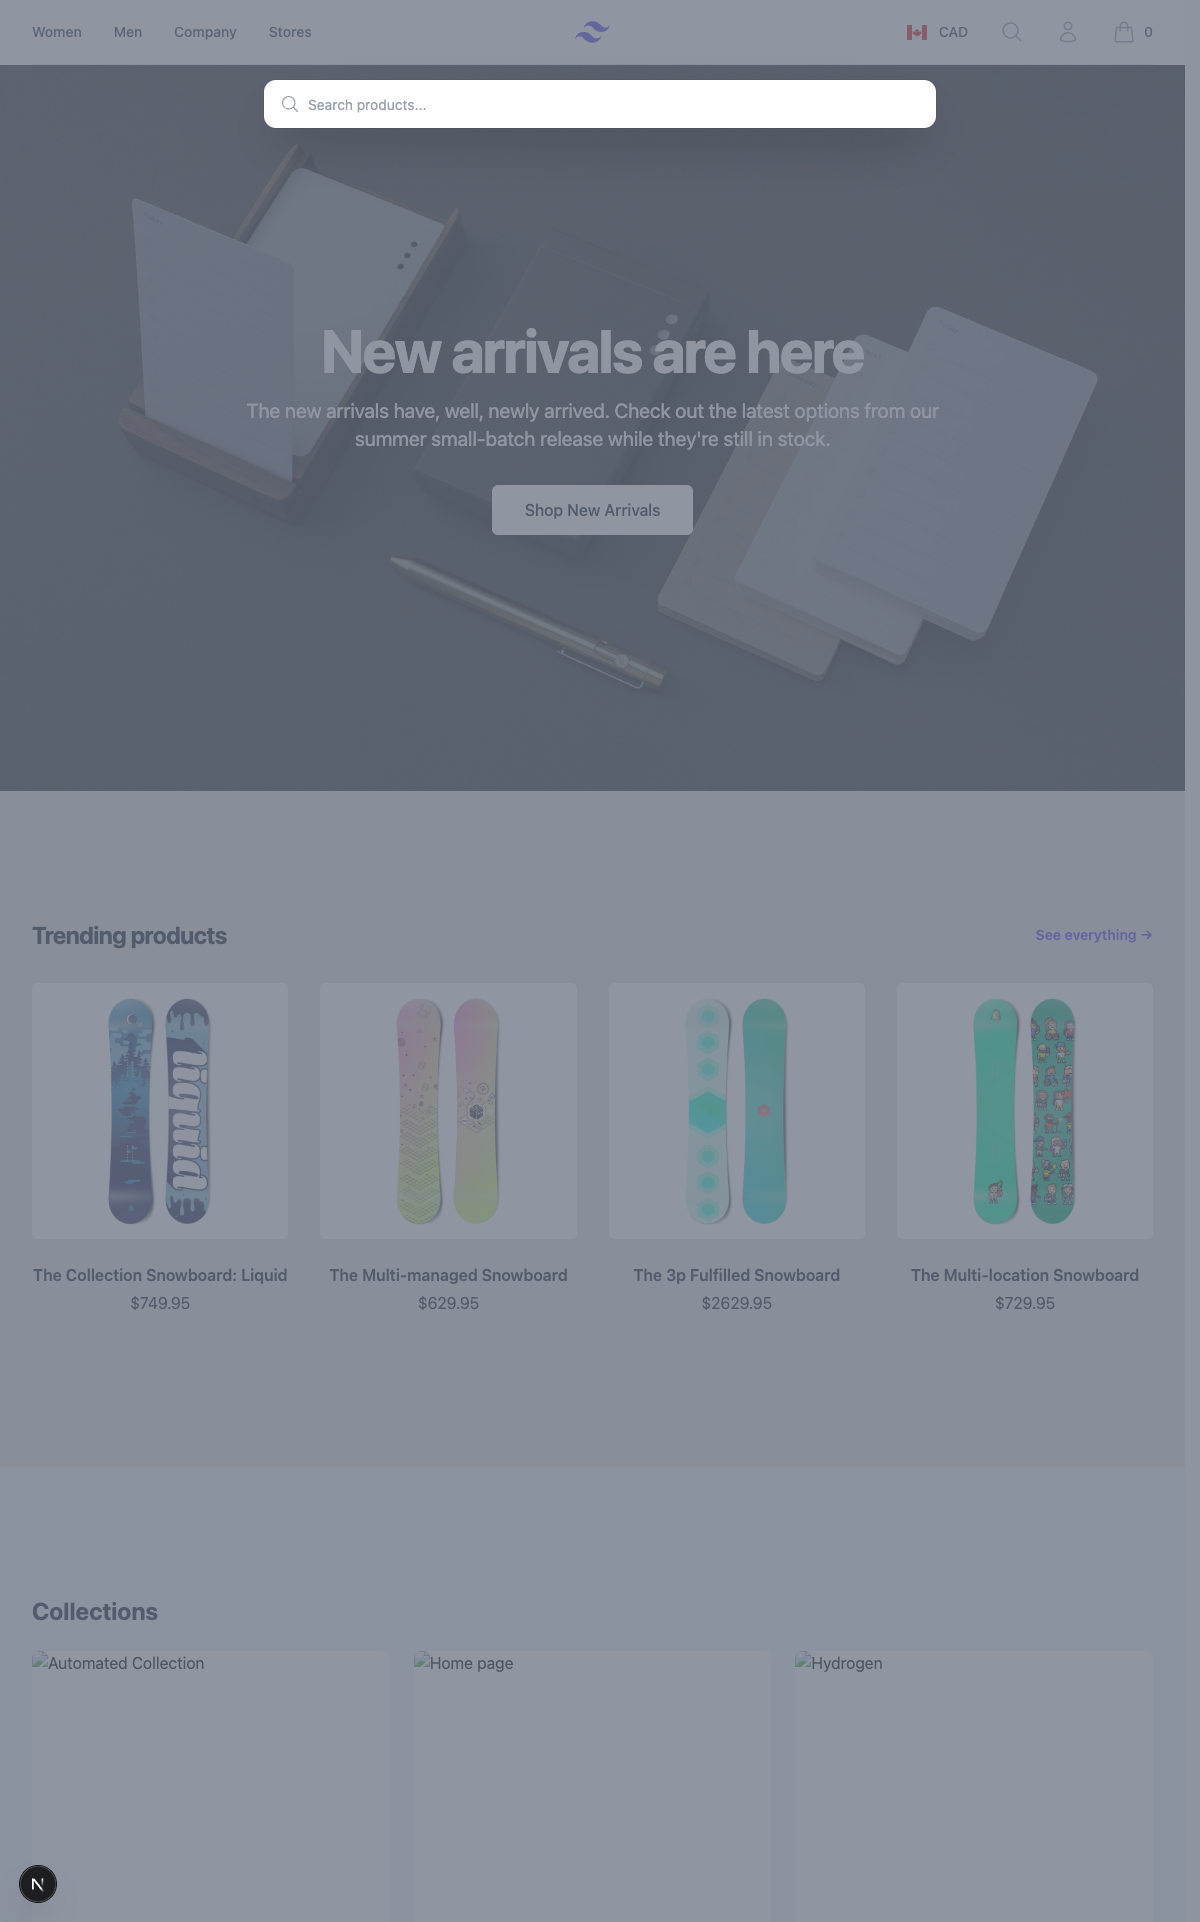 Women Men Company Stores CAD 0
Search products...
New arrivals are here
The new arrivals have, well, newly arrived. Check out the latest options from our
summer small-batch release while they're still in stock.
Shop New Arrivals
Trending products
See everything →
liquid
The Collection Snowboard: Liquid
$749.95
The Multi-managed Snowboard
$629.95
The 3p Fulfilled Snowboard
$2629.95
The Multi-location Snowboard
$729.95
Collections
Automated Collection
Home page
Hydrogen
N